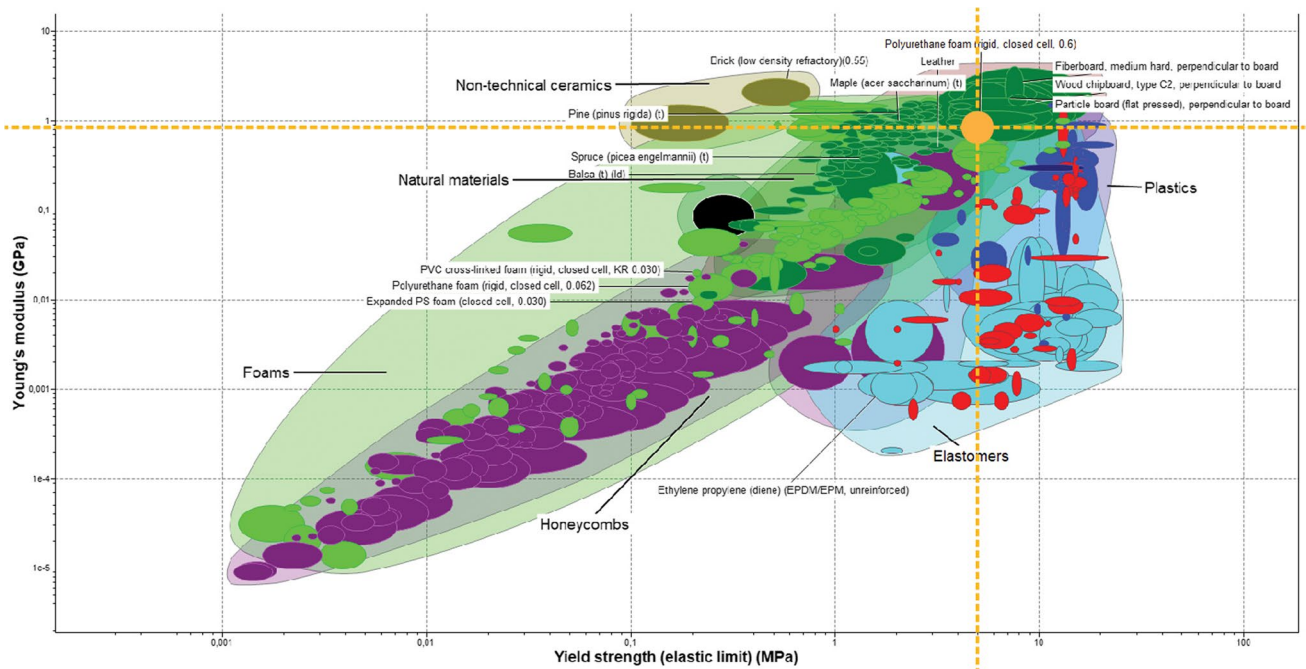 10
1
0,1
0,01
0,001
1e-4
1e-5
Young's modulus (GPa)
Polyurethane foam (rigid, closed cell, 0.6)
Brick (low density refractory)(0.55)
Leather
Fiberboard, medium hard, perpendicular to board
Non-technical ceramics
Maple (acer saccharinum) (t)
Wood chipboard, type C2, perpendicular to board
Particle board (flat pressed), perpendicular to board
Pine (pinus rigida) (t)
Spruce (picea engelmannii) (t)
Balsa (t) (ld)
Natural materials
Plastics
PVC cross-linked foam (rigid, closed cell, KR 0.030)
Polyurethane foam (rigid, closed cell, 0.062)
Expanded PS foam (closed cell, 0.030)
Foams
Elastomers
Ethylene propylene (diene) (EPDM/EPM, unreinforced)
Honeycombs
0,001
0,01
0,1
1
10
100
Yield strength (elastic limit) (MPa)